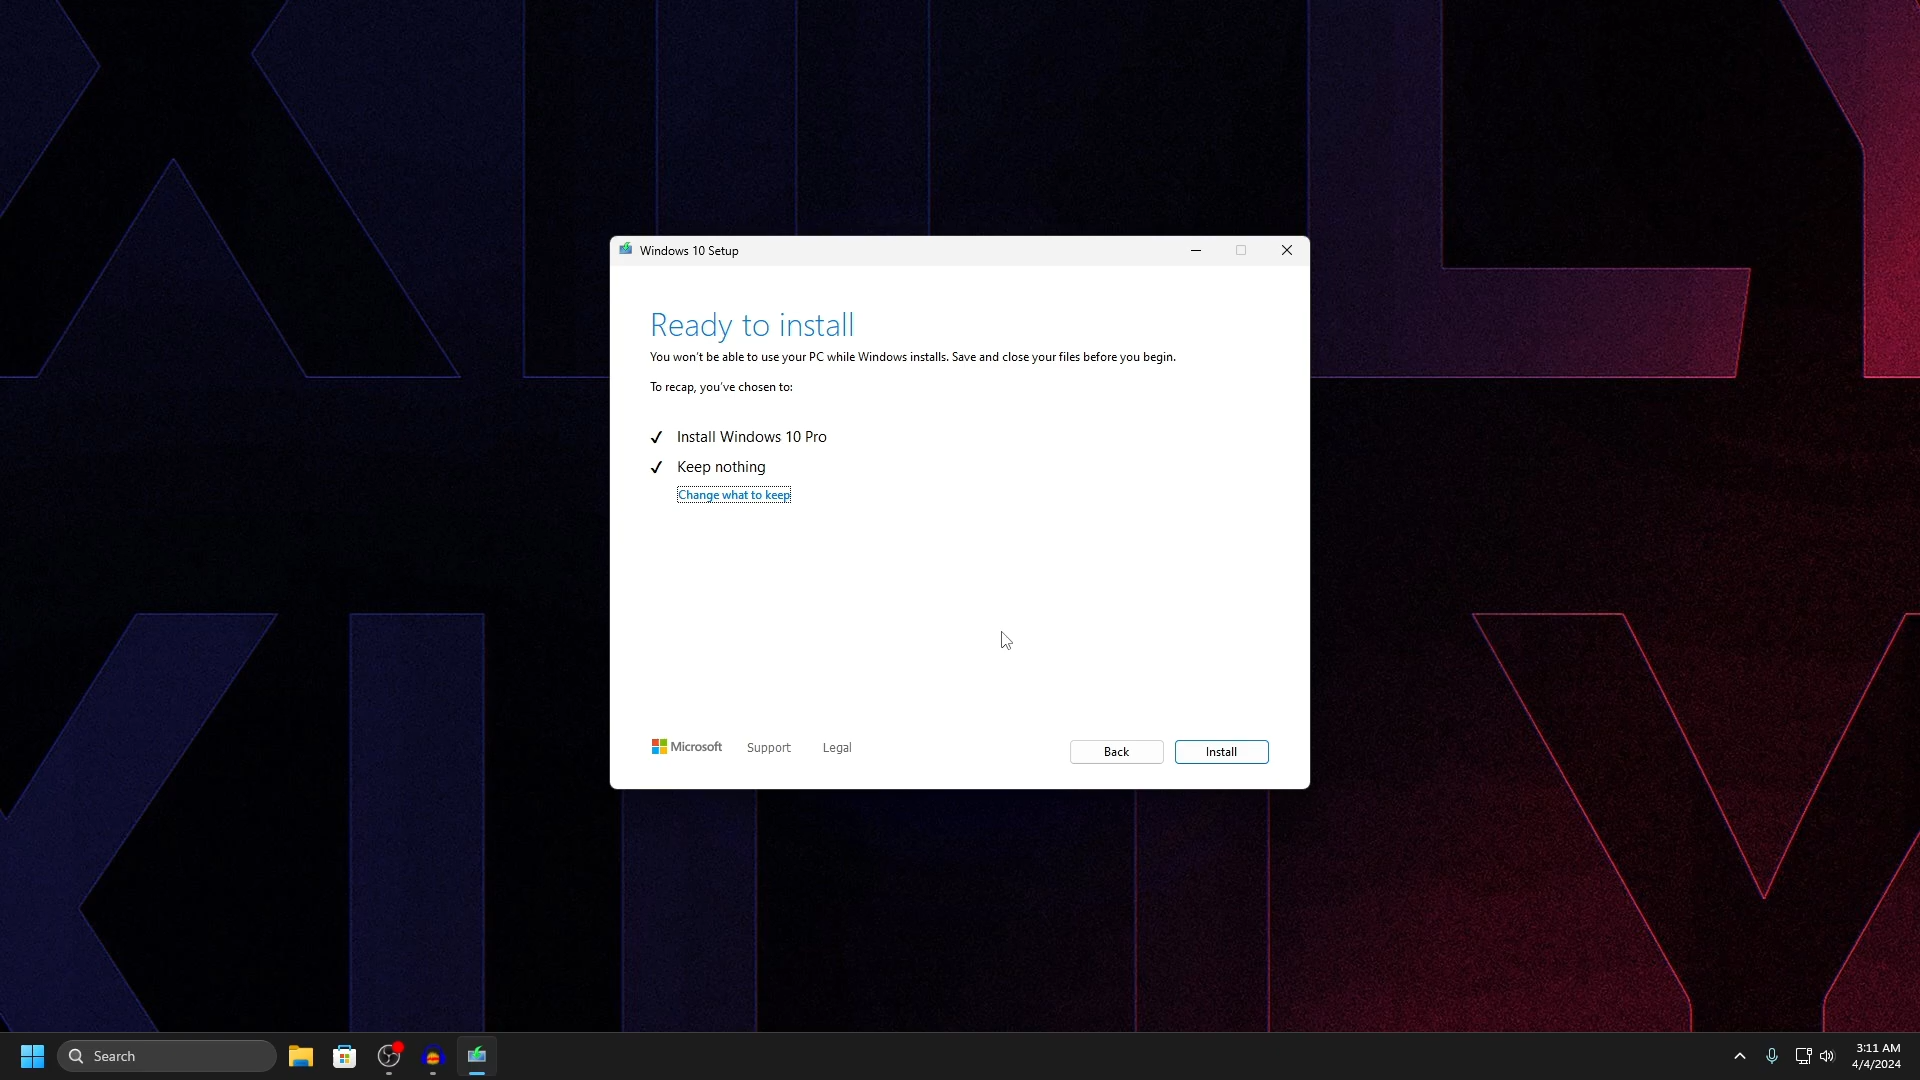 Windows 10 Setup
Ready to install
You won't be able to use your PC while Windows installs. Save and close your files before you begin.
To recap, you've chosen to:
✓ Install Windows 10 Pro
✓ Keep nothing
Change what to keep
Microsoft Support Legal
Back Install
Search
3:11 AM
4/4/2024